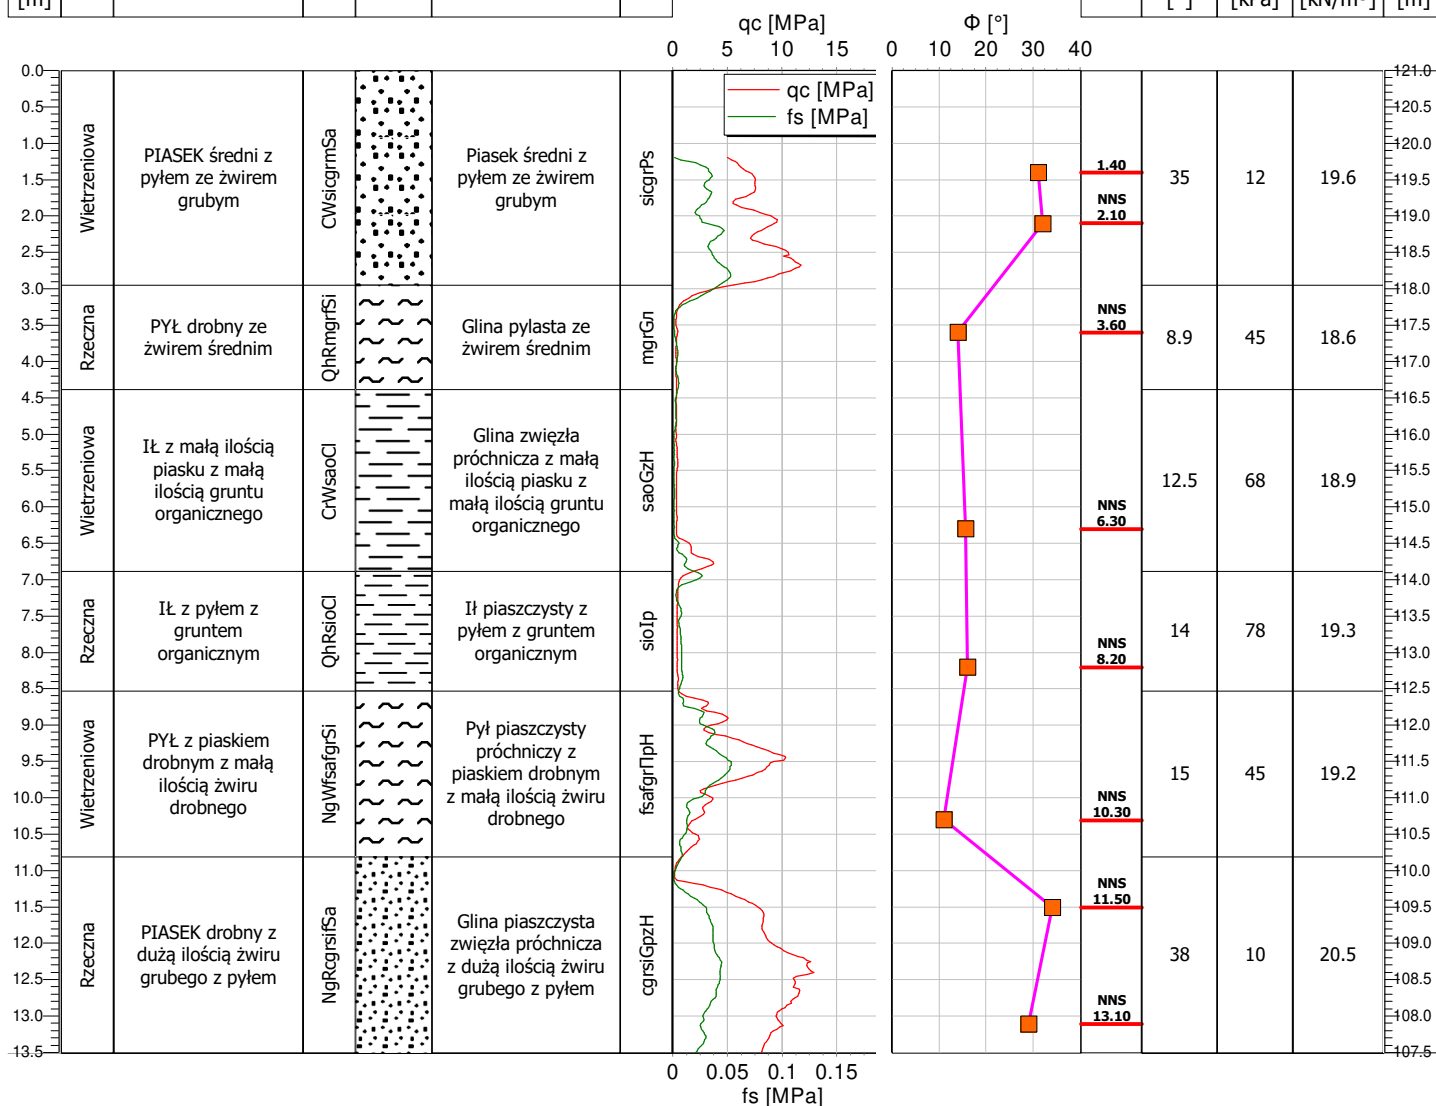 [m]
[°]
[kPa]
[kN/m³]
[m]
qc [MPa]
0 5 10 15
Φ [°]
0 10 20 30 40
qc [MPa]
fs [MPa]
0.0
0.5
1.0
1.5
2.0
2.5
3.0
3.5
4.0
4.5
5.0
5.5
6.0
6.5
7.0
7.5
8.0
8.5
9.0
9.5
10.0
10.5
11.0
11.5
12.0
12.5
13.0
13.5
Wietrzeniowa
PIASEK średni z
pyłem ze żwirem
grubym
CWsicgrmSa
Piasek średni z
pyłem ze żwirem
grubym
sicgrPs
1.40
NNS
2.10
35
12
19.6
Rzeczna
PYŁ drobny ze
żwirem średnim
QhRmgrfSi
Glina pylasta ze
żwirem średnim
mgrGл
NNS
3.60
8.9
45
18.6
Wietrzeniowa
IŁ z małą ilością
piasku z małą
ilością gruntu
organicznego
CrWsaoCl
Glina zwięzła
próchnicza z małą
ilością piasku z
małą ilością gruntu
organicznego
saoGzH
NNS
6.30
12.5
68
18.9
Rzeczna
IŁ z pyłem z
gruntem
organicznym
QhRsioCl
Ił piaszczysty z
pyłem z gruntem
organicznym
sioIp
NNS
8.20
14
78
19.3
Wietrzeniowa
PYŁ z piaskiem
drobnym z małą
ilością żwiru
drobnego
NgWfsafgrSi
Pył piaszczysty
próchniczy z
piaskiem drobnym
z małą ilością żwiru
drobnego
fsafgrПpH
NNS
10.30
15
45
19.2
Rzeczna
PIASEK drobny z
dużą ilością żwiru
grubego z pyłem
NgRcgrsifSa
Glina piaszczysta
zwięzła próchnicza
z dużą ilością żwiru
grubego z pyłem
cgrsiGpzH
NNS
11.50
NNS
13.10
38
10
20.5
121.0
120.5
120.0
119.5
119.0
118.5
118.0
117.5
117.0
116.5
116.0
115.5
115.0
114.5
114.0
113.5
113.0
112.5
112.0
111.5
111.0
110.5
110.0
109.5
109.0
108.5
108.0
107.5
0 0.05 0.1 0.15
fs [MPa]